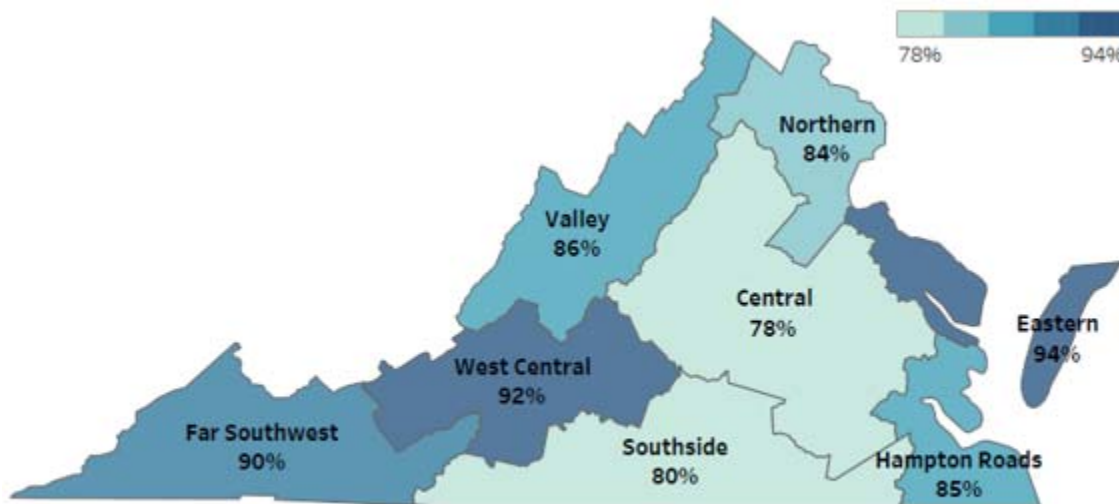 78%
94%
Northern
84%
Valley
86%
Central
78%
Eastern
94%
West Central
92%
Far Southwest
90%
Southside
80%
Hampton Roads
85%